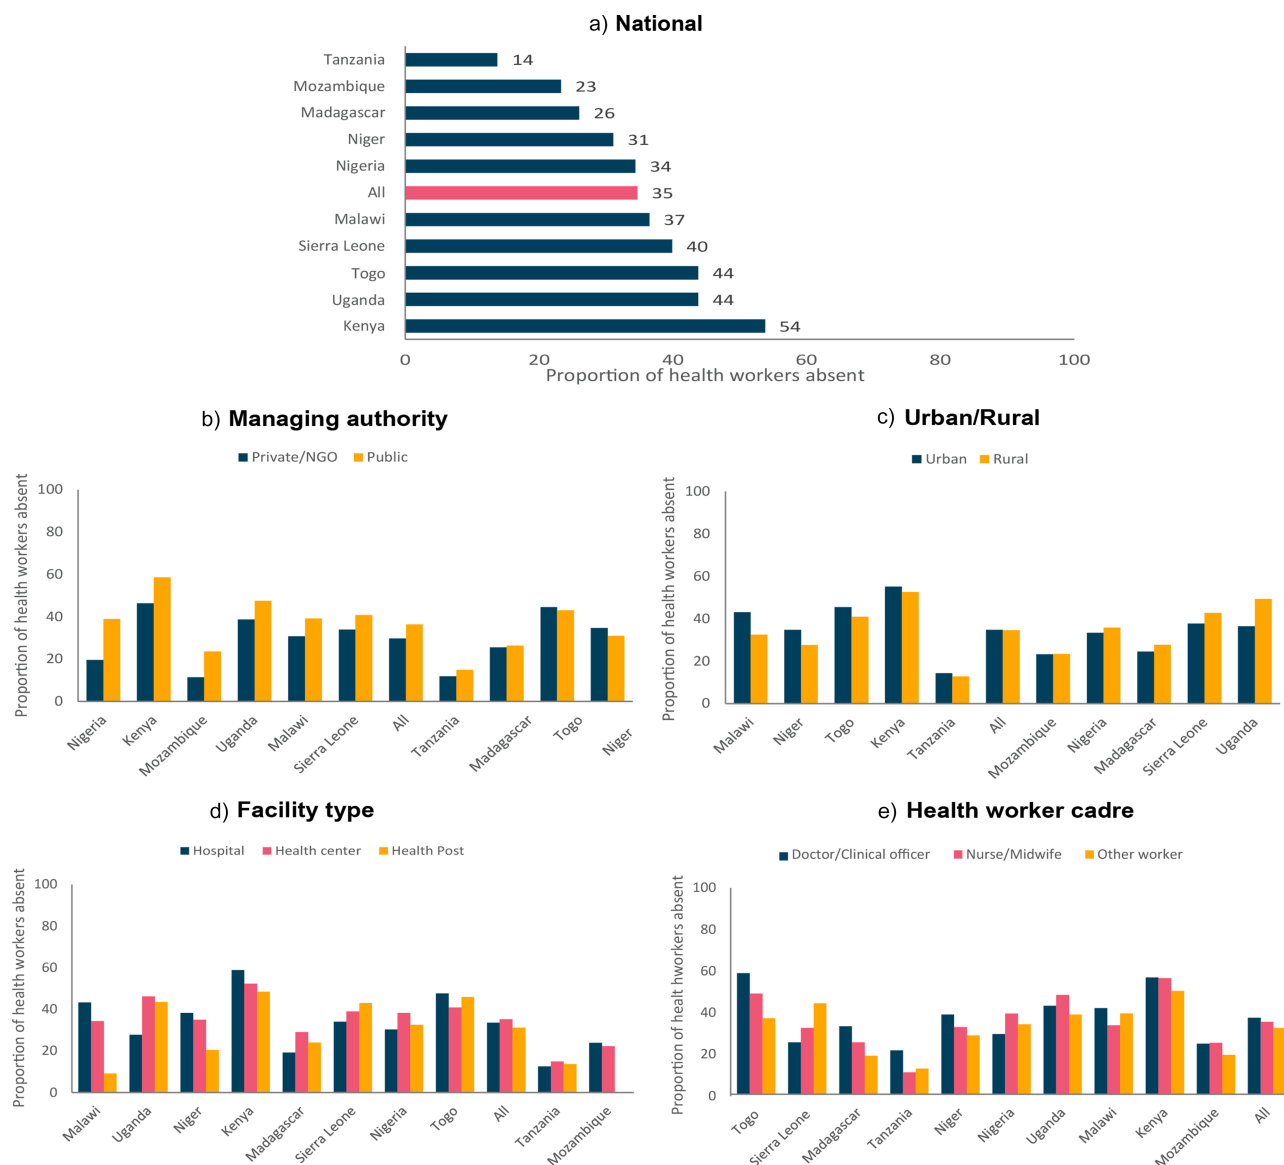 a) National
Tanzania 14
Mozambique 23
Madagascar 26
Niger 31
Nigeria 34
All 35
Malawi 37
Sierra Leone 40
Togo 44
Uganda 44
Kenya 54
0 20 40 60 80 100
Proportion of health workers absent
b) Managing authority
Private/NGO Public
Proportion of health workers absent
100
80
60
40
20
0
Nigeria Kenya Mozambique Uganda Malawi Sierra Leone All Tanzania Madagascar Togo Niger
c) Urban/Rural
Urban Rural
Proportion of health workers absent
100
80
60
40
20
0
Malawi Niger Togo Kenya Tanzania All Mozambique Nigeria Madagascar Sierra Leone Uganda
d) Facility type
Hospital Health center Health Post
Proportion of health workers absent
100
80
60
40
20
0
Malawi Uganda Niger Kenya Madagascar Sierra Leone Nigeria Togo All Tanzania Mozambique
e) Health worker cadre
Doctor/Clinical officer Nurse/Midwife Other worker
Proportion of healt hworkers absent
100
80
60
40
20
0
Togo Sierra Leone Madagascar Tanzania Niger Nigeria Uganda Malawi Kenya Mozambique All